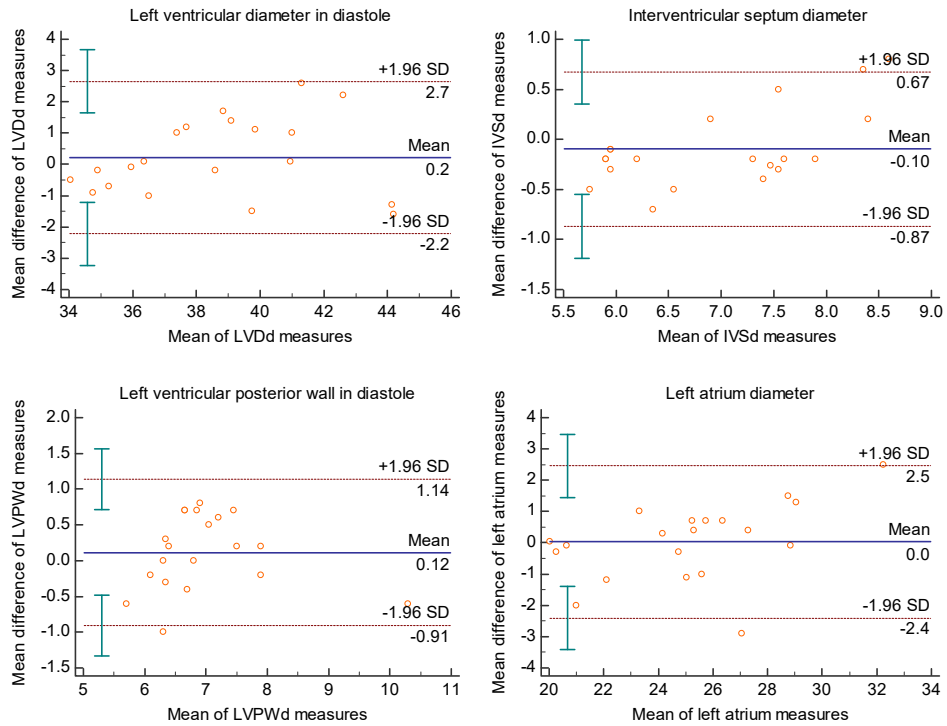 Left ventricular diameter in diastole
Mean difference of LVDd measures
4
3
2
1
0
-1
-2
-3
-4
+1.96 SD
2.7
Mean
0.2
-1.96 SD
-2.2
34 36 38 40 42 44 46
Mean of LVDd measures
Interventricular septum diameter
Mean difference of IVSd measures
1.0
0.5
0.0
-0.5
-1.0
-1.5
+1.96 SD
0.67
Mean
-0.10
-1.96 SD
-0.87
5.5 6.0 6.5 7.0 7.5 8.0 8.5 9.0
Mean of IVSd measures
Left ventricular posterior wall in diastole
Mean difference of LVPWd measures
2.0
1.5
1.0
0.5
0.0
-0.5
-1.0
-1.5
+1.96 SD
1.14
Mean
0.12
-1.96 SD
-0.91
5 6 7 8 9 10 11
Mean of LVPWd measures
Left atrium diameter
Mean difference of left atrium measures
4
3
2
1
0
-1
-2
-3
-4
+1.96 SD
2.5
Mean
0.0
-1.96 SD
-2.4
20 22 24 26 28 30 32 34
Mean of left atrium measures